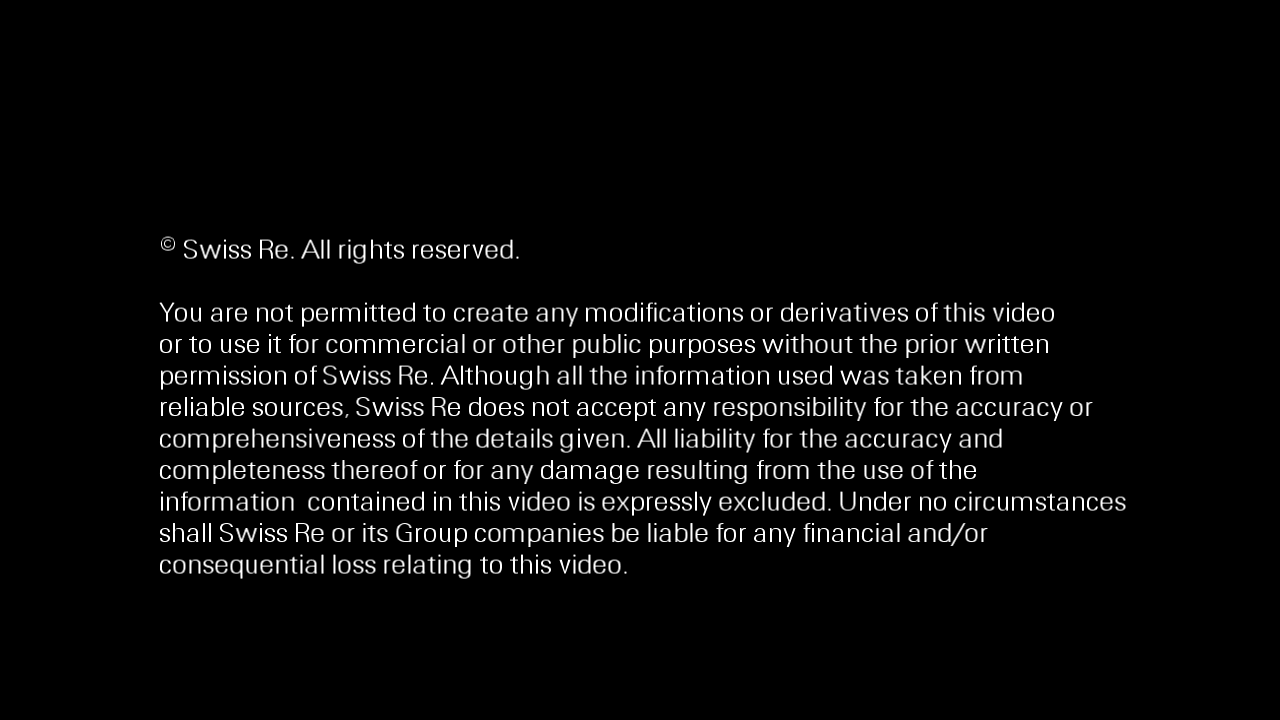 © Swiss Re. All rights reserved.
You are not permitted to create any modifications or derivatives of this video
or to use it for commercial or other public purposes without the prior written
permission of Swiss Re. Although all the information used was taken from
reliable sources, Swiss Re does not accept any responsibility for the accuracy or
comprehensiveness of the details given. All liability for the accuracy and
completeness thereof or for any damage resulting from the use of the
information  contained in this video is expressly excluded. Under no circumstances
shall Swiss Re or its Group companies be liable for any financial and/or
consequential loss relating to this video.